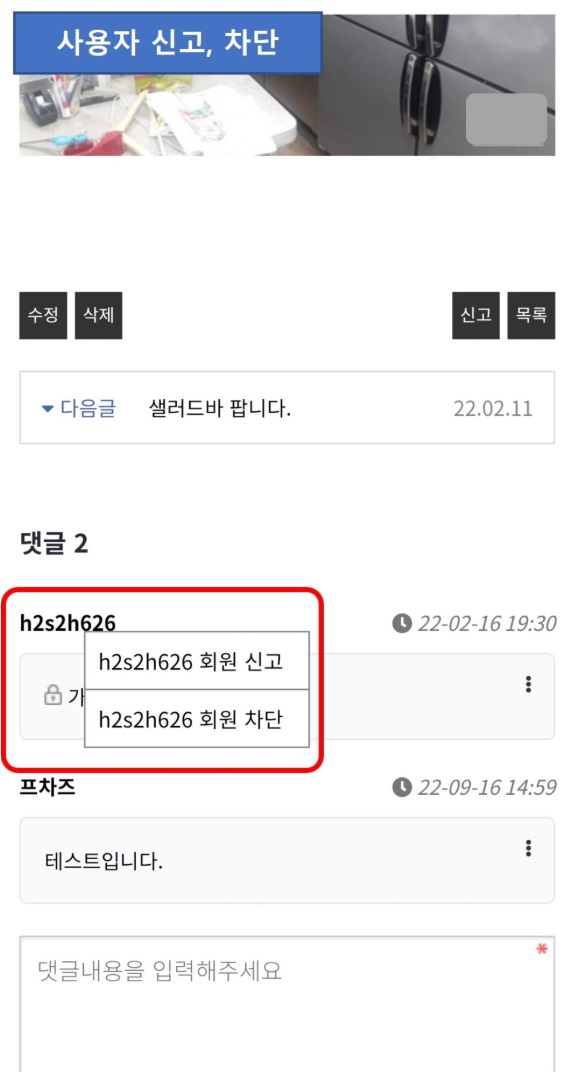 사용자 신고, 차단
수정 삭제 신고 목록
다음글 샐러드바 팝니다. 22.02.11
댓글 2
h2s2h626 22-02-16 19:30
h2s2h626 회원 신고
가
h2s2h626 회원 차단
프차즈 22-09-16 14:59
테스트입니다.
댓글내용을 입력해주세요